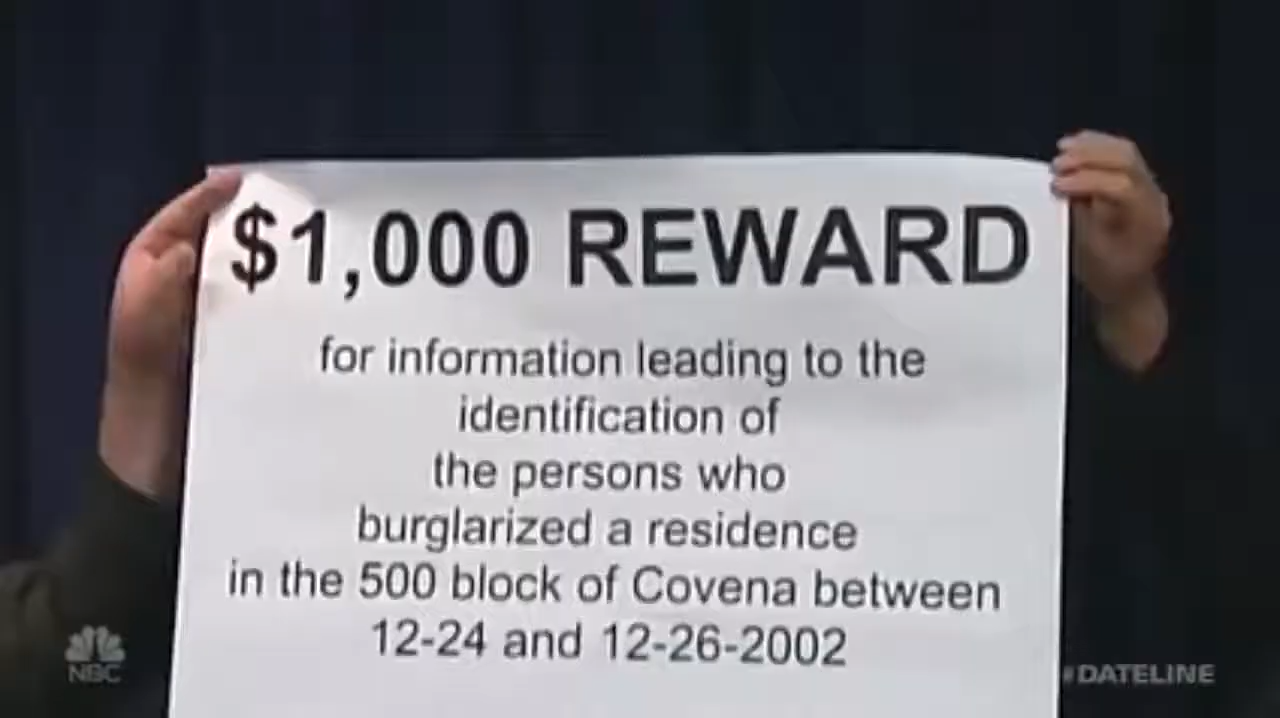 $1,000 REWARD
for information leading to the
identification of
the persons who
burglarized a residence
in the 500 block of Covena between
12-24 and 12-26-2002
NBC
#DATELINE